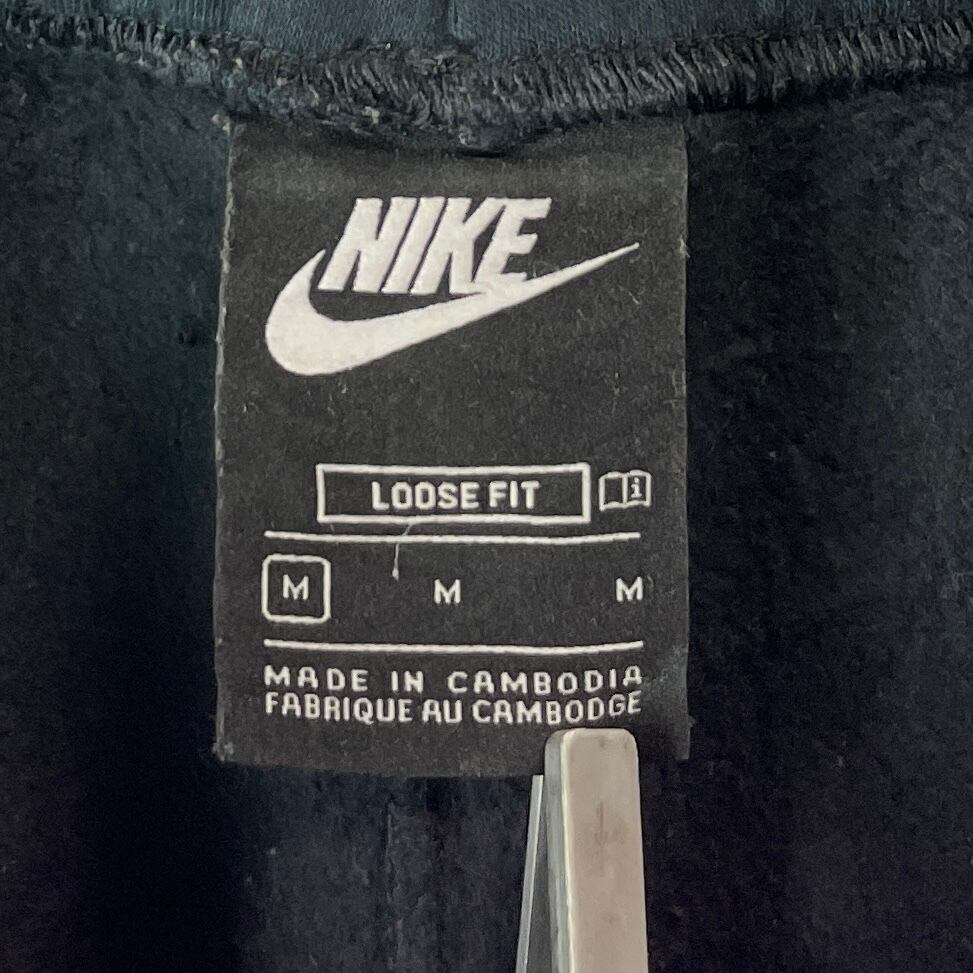 NIKE
LOOSE FIT i
M M M
MADE IN CAMBODIA
FABRIQUE AU CAMBODGE